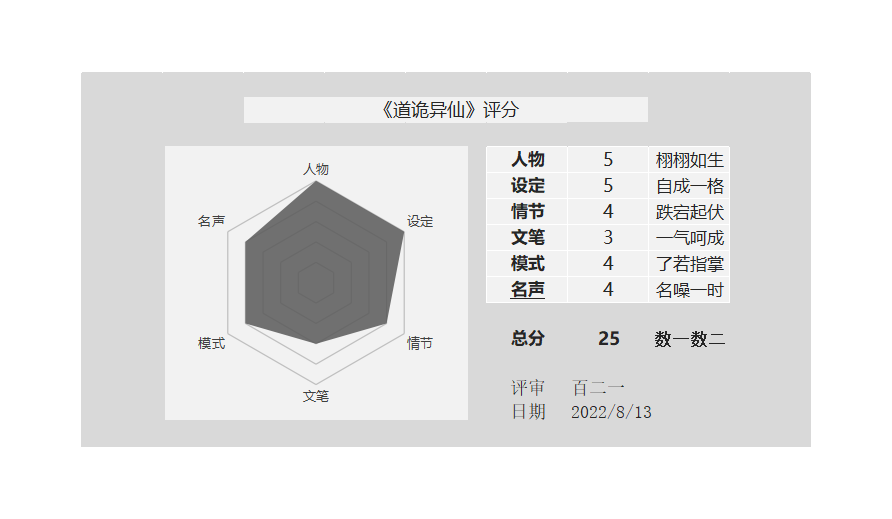 《道诡异仙》评分
人物
设定
情节
文笔
模式
名声
人物 5 栩栩如生
设定 5 自成一格
情节 4 跌宕起伏
文笔 3 一气呵成
模式 4 了若指掌
名声 4 名噪一时
总分 25 数一数二
评审 百二一
日期 2022/8/13